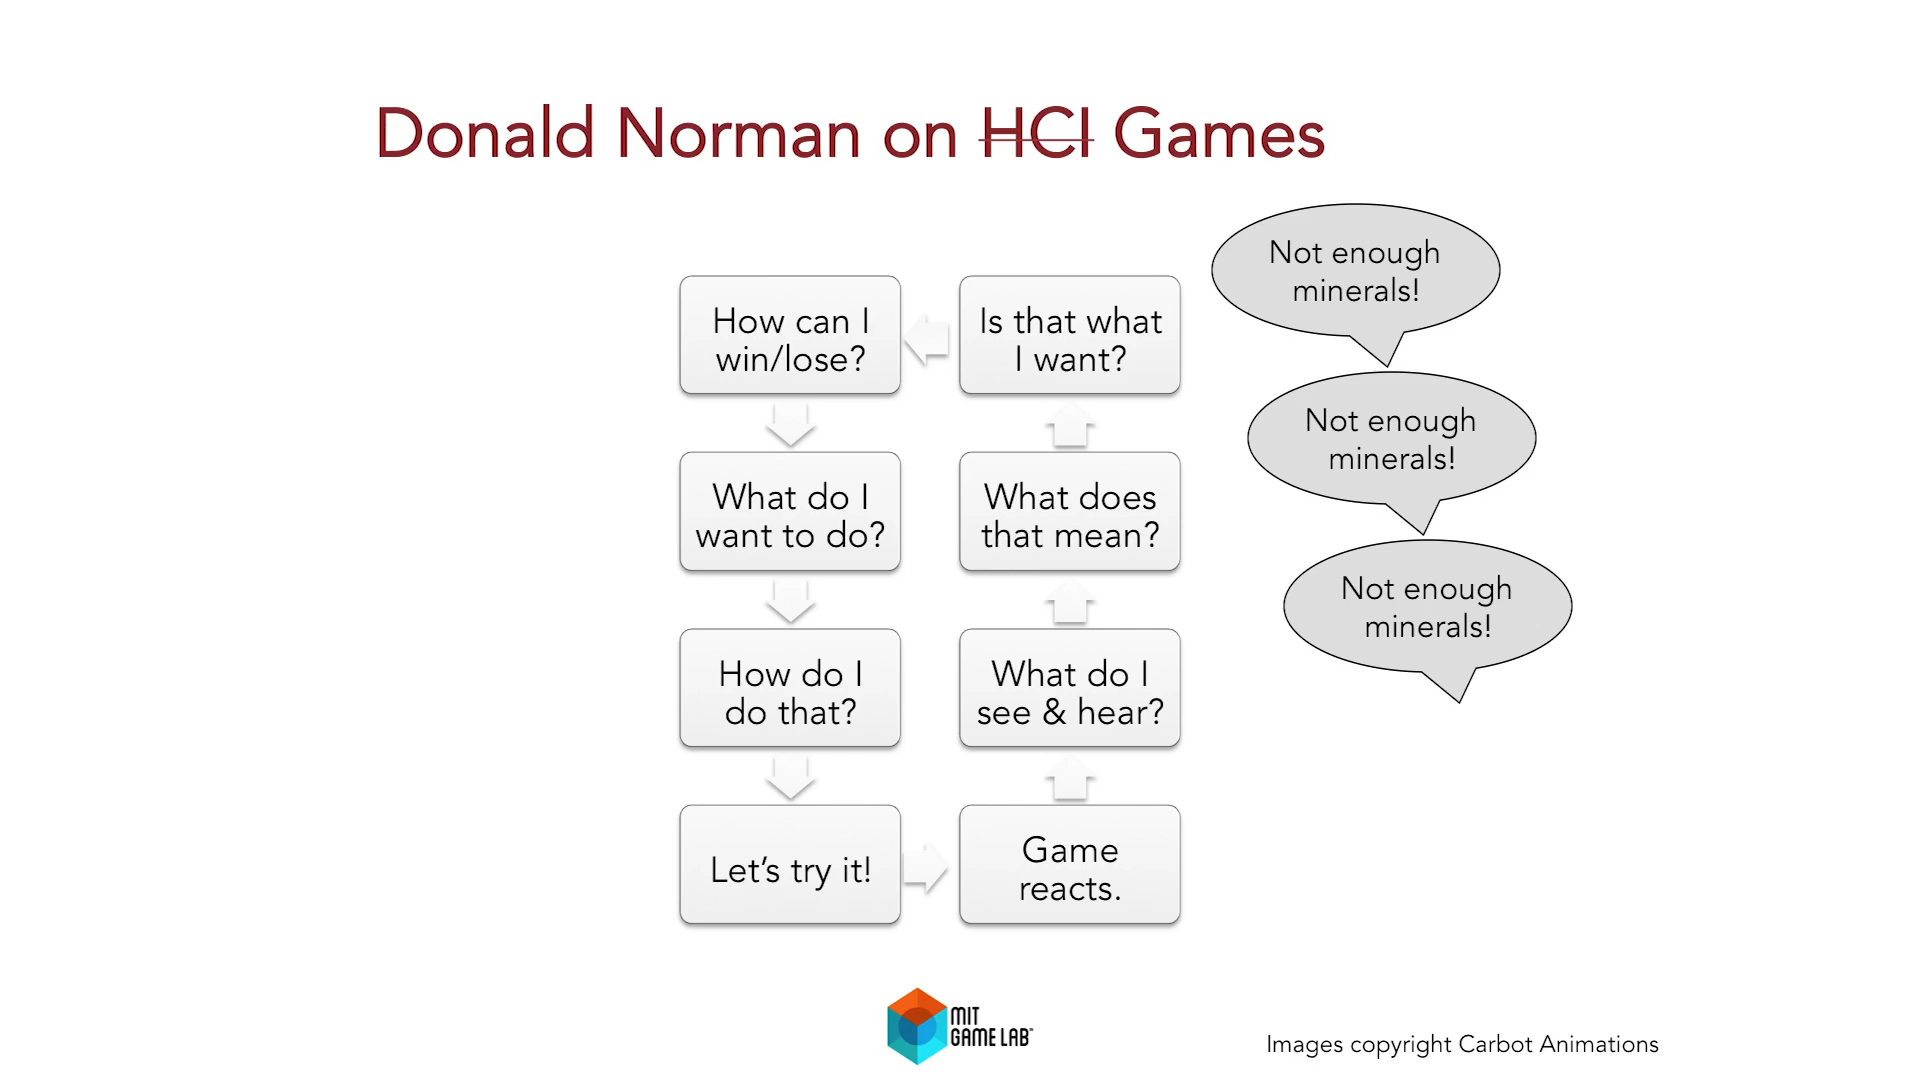 Donald Norman on HCI Games
How can I
win/lose?
What do I
want to do?
How do I
do that?
Let's try it!
Game
reacts.
What do I
see & hear?
What does
that mean?
Is that what
I want?
Not enough
minerals!
Not enough
minerals!
Not enough
minerals!
MIT
GAME LAB™
Images copyright Carbot Animations